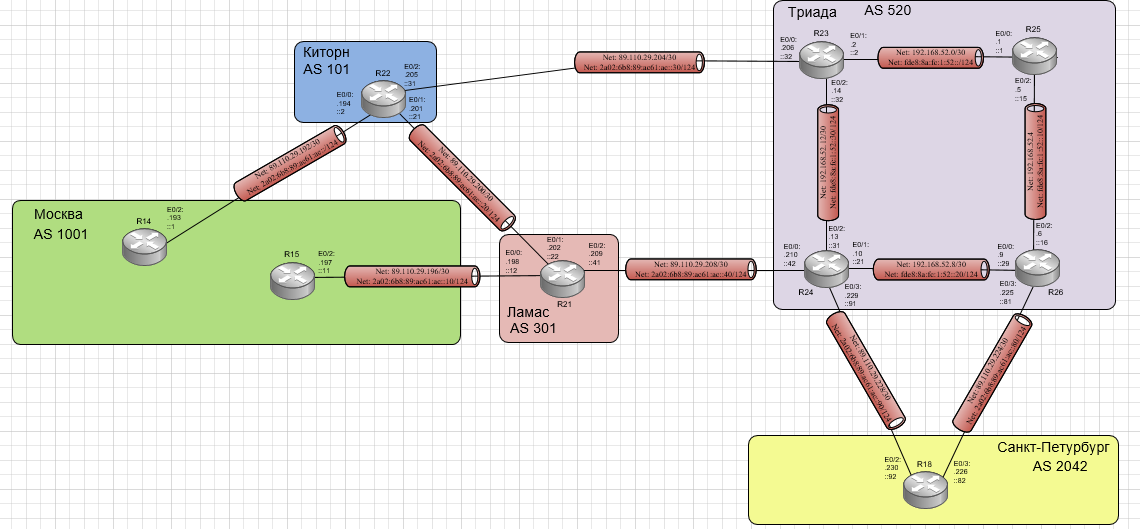 Триада
AS 520
Киторн
AS 101
R22
E0/2:
.205
::31
E0/1:
.201
::21
E0/0:
.194
::2
Net: 89.110.29.204/30
Net: 2a02:6b8:89:ac61:ac::30/124
R23
E0/0:
.206
::32
E0/1:
.2
::2
E0/2:
.14
::32
Net: 192.168.52.0/30
Net: fde8:8a:fc:1:52::/124
R25
E0/0:
.1
::1
E0/2:
.5
::15
Net: 89.110.29.192/30
Net: 2a02:6b8:89:ac61:ac::/124
Net: 89.110.29.200/30
Net: 2a02:6b8:89:ac61:ac::20/124
Net: 192.168.52.12/30
Net: fde8:8a:fc:1:52::30/124
Net: 192.168.52.4
Net: fde8:8a:fc:1:52::10/124
Москва
AS 1001
R14
E0/2:
.193
::1
R15
E0/2:
.197
::11
Net: 89.110.29.196/30
Net: 2a02:6b8:89:ac61:ac::10/124
E0/0:
.198
::12
E0/1:
.202
::22
E0/2:
.209
::41
R21
Ламас
AS 301
Net: 89.110.29.208/30
Net: 2a02:6b8:89:ac61:ac::40/124
E0/0:
.210
::42
E0/2:
.13
::31
E0/1:
.10
::21
R24
E0/3:
.229
::91
Net: 192.168.52.8/30
Net: fde8:8a:fc:1:52::20/124
E0/2:
.6
::16
E0/0:
.9
::29
E0/3:
.225
::81
R26
Net: 89.110.29.228/30
Net: 2a02:6b8:89:ac61:ac::90/124
Net: 89.110.29.224/30
Net: 2a02:6b8:89:ac61:ac::80/124
Санкт-Петурбург
AS 2042
E0/2:
.230
::92
R18
E0/3:
.226
::82